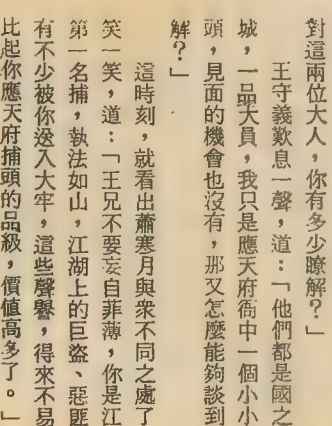 對這兩位大人，你有多少瞭解？」
　　王守義歎息一聲，道：「他們都是國之
城，一品大員，我只是應天府衙中一個小小
頭，見面的機會也沒有，那又怎麼能夠談到
解？」
　　這時刻，就看出蕭寒月與衆不同之處了
笑一笑，道：「王兄不要妄自菲薄，你是江
第一名捕，執法如山，江湖上的巨盜、惡匪
有不少被你送入大牢，這些聲譽，得來不易
比起你應天府捕頭的品級，價值高多了。」